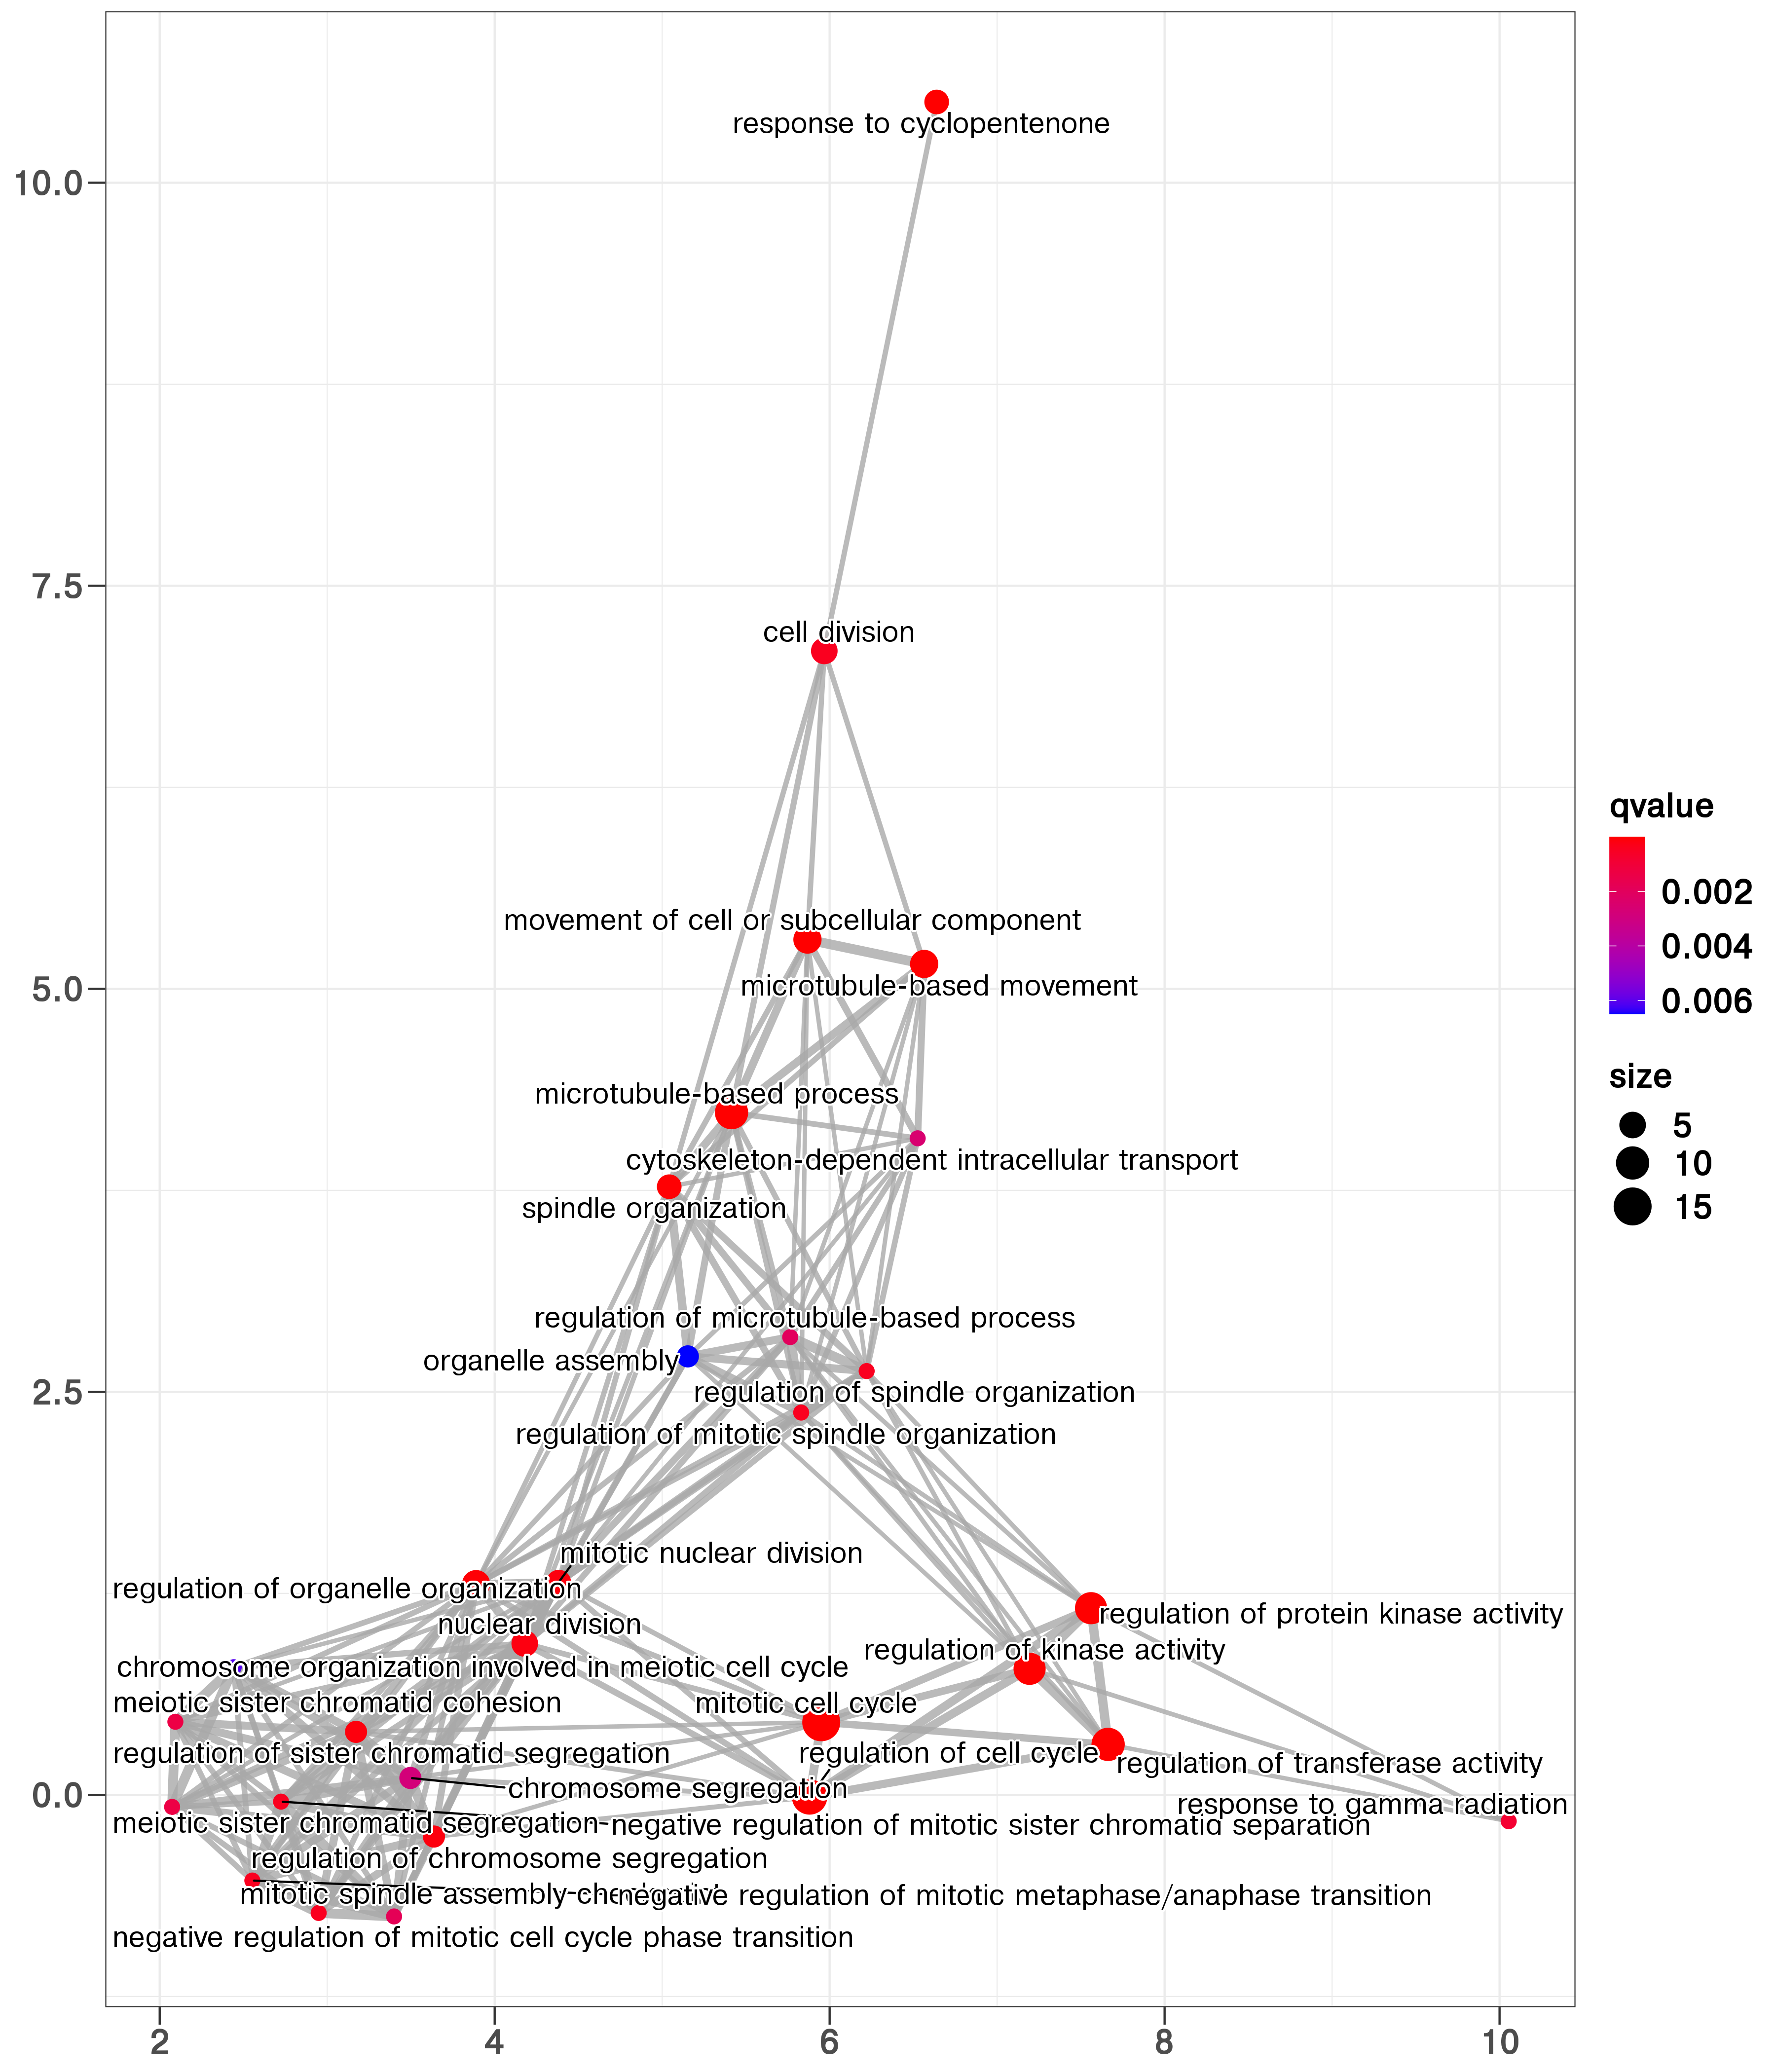 response to cyclopentenone
10.0
7.5
cell division
movement of cell or subcellular component
microtubule-based movement
5.0
microtubule-based process
cytoskeleton-dependent intracellular transport
spindle organization
regulation of microtubule-based process
organelle assembly
2.5
regulation of spindle organization
regulation of mitotic spindle organization
mitotic nuclear division
regulation of organelle organization
regulation of protein kinase activity
nuclear division
regulation of kinase activity
chromosome organization involved in meiotic cell cycle
meiotic sister chromatid cohesion
mitotic cell cycle
regulation of sister chromatid segregation
regulation of cell cycle
regulation of transferase activity
chromosome segregation
0.0
response to gamma radiation
meiotic sister chromatid segregation
negative regulation of mitotic sister chromatid separation
regulation of chromosome segregation
mitotic spindle assembly
negative regulation of mitotic metaphase/anaphase transition
negative regulation of mitotic cell cycle phase transition
2
4
6
8
10
qvalue
0.002
0.004
0.006
size
5
10
15